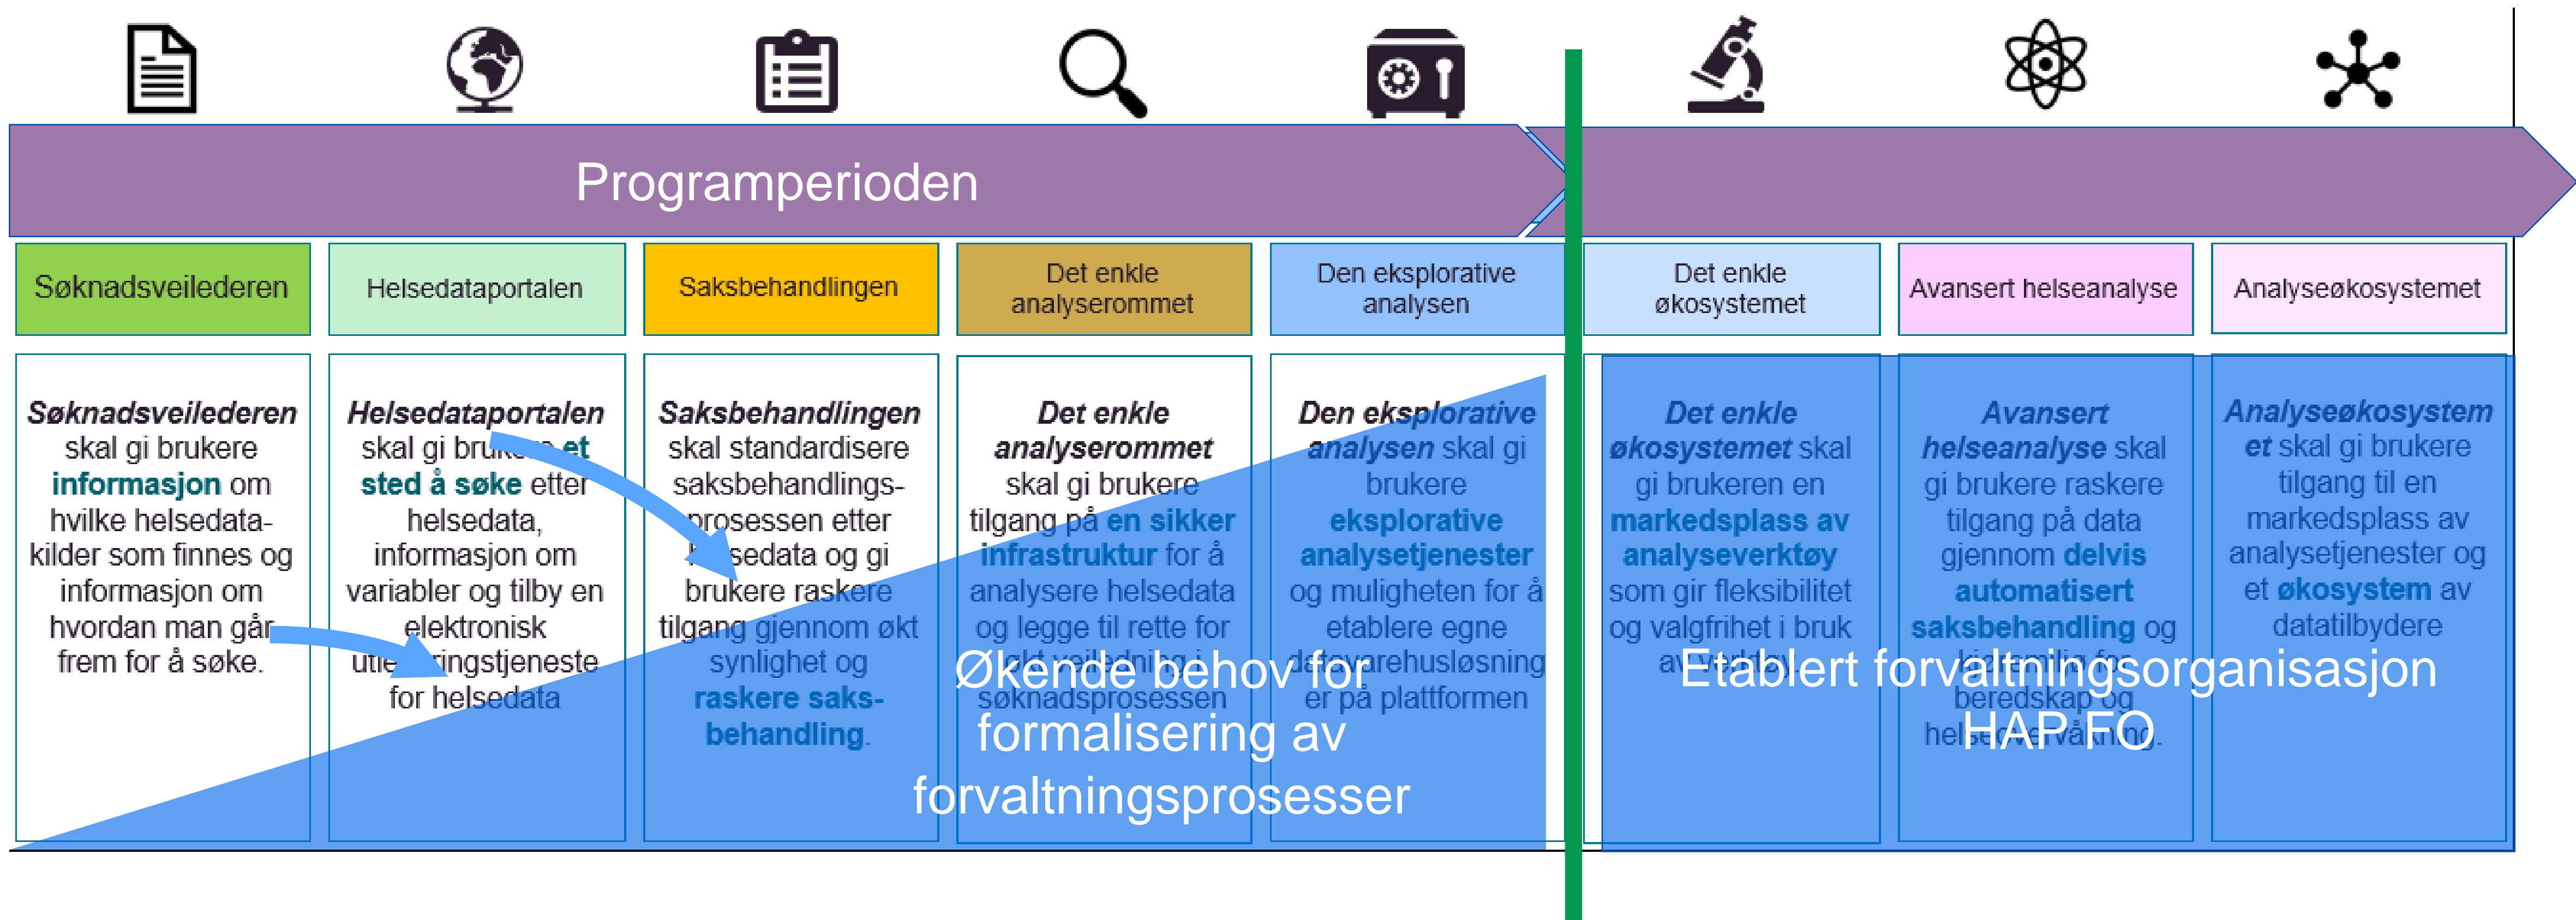 Programperioden
Søknadsveilederen
Helsedataportalen
Saksbehandlingen
Det enkle
analyserommet
Den eksplorative
analysen
Det enkle
økosystemet
Avansert helseanalyse
Analyseøkosystemet
Søknadsveilederen
skal gi brukere
informasjon om
hvilke helsedata-
kilder som finnes og
informasjon om
hvordan man går
frem for å søke.
Helsedataportalen
skal gi brukere et
sted å søke etter
helsedata,
informasjon om
variabler og tilby en
elektronisk
utleveringstjeneste
for helsedata
Saksbehandlingen
skal standardisere
saksbehandlings-
prosessen etter
helsedata og gi
brukere raskere
tilgang gjennom økt
synlighet og
raskere saks-
behandling.
Det enkle
analyserommet
skal gi brukere
tilgang på en sikker
infrastruktur for å
analysere helsedata
og legge til rette for
økt veiledning i
søknadsprosessen
Den eksplorative
analysen skal gi
brukere
eksplorative
analysetjenester
og muligheten for å
etablere egne
datavarehusløsning
er på plattformen
Det enkle
økosystemet skal
gi brukeren en
markedsplass av
analyseverktøy
som gir fleksibilitet
og valgfrihet i bruk
av verktøy.
Avansert
helseanalyse skal
gi brukere raskere
tilgang på data
gjennom delvis
automatisert
saksbehandling og
for
beredskap og
helseovervåkning.
Analyseøkosystem
et skal gi brukere
tilgang til en
markedsplass av
analysetjenester og
et økosystem av
datatilbydere
Økende behov for
formalisering av
forvaltningsprosesser
Etablert forvaltningsorganisasjon
HAP FO